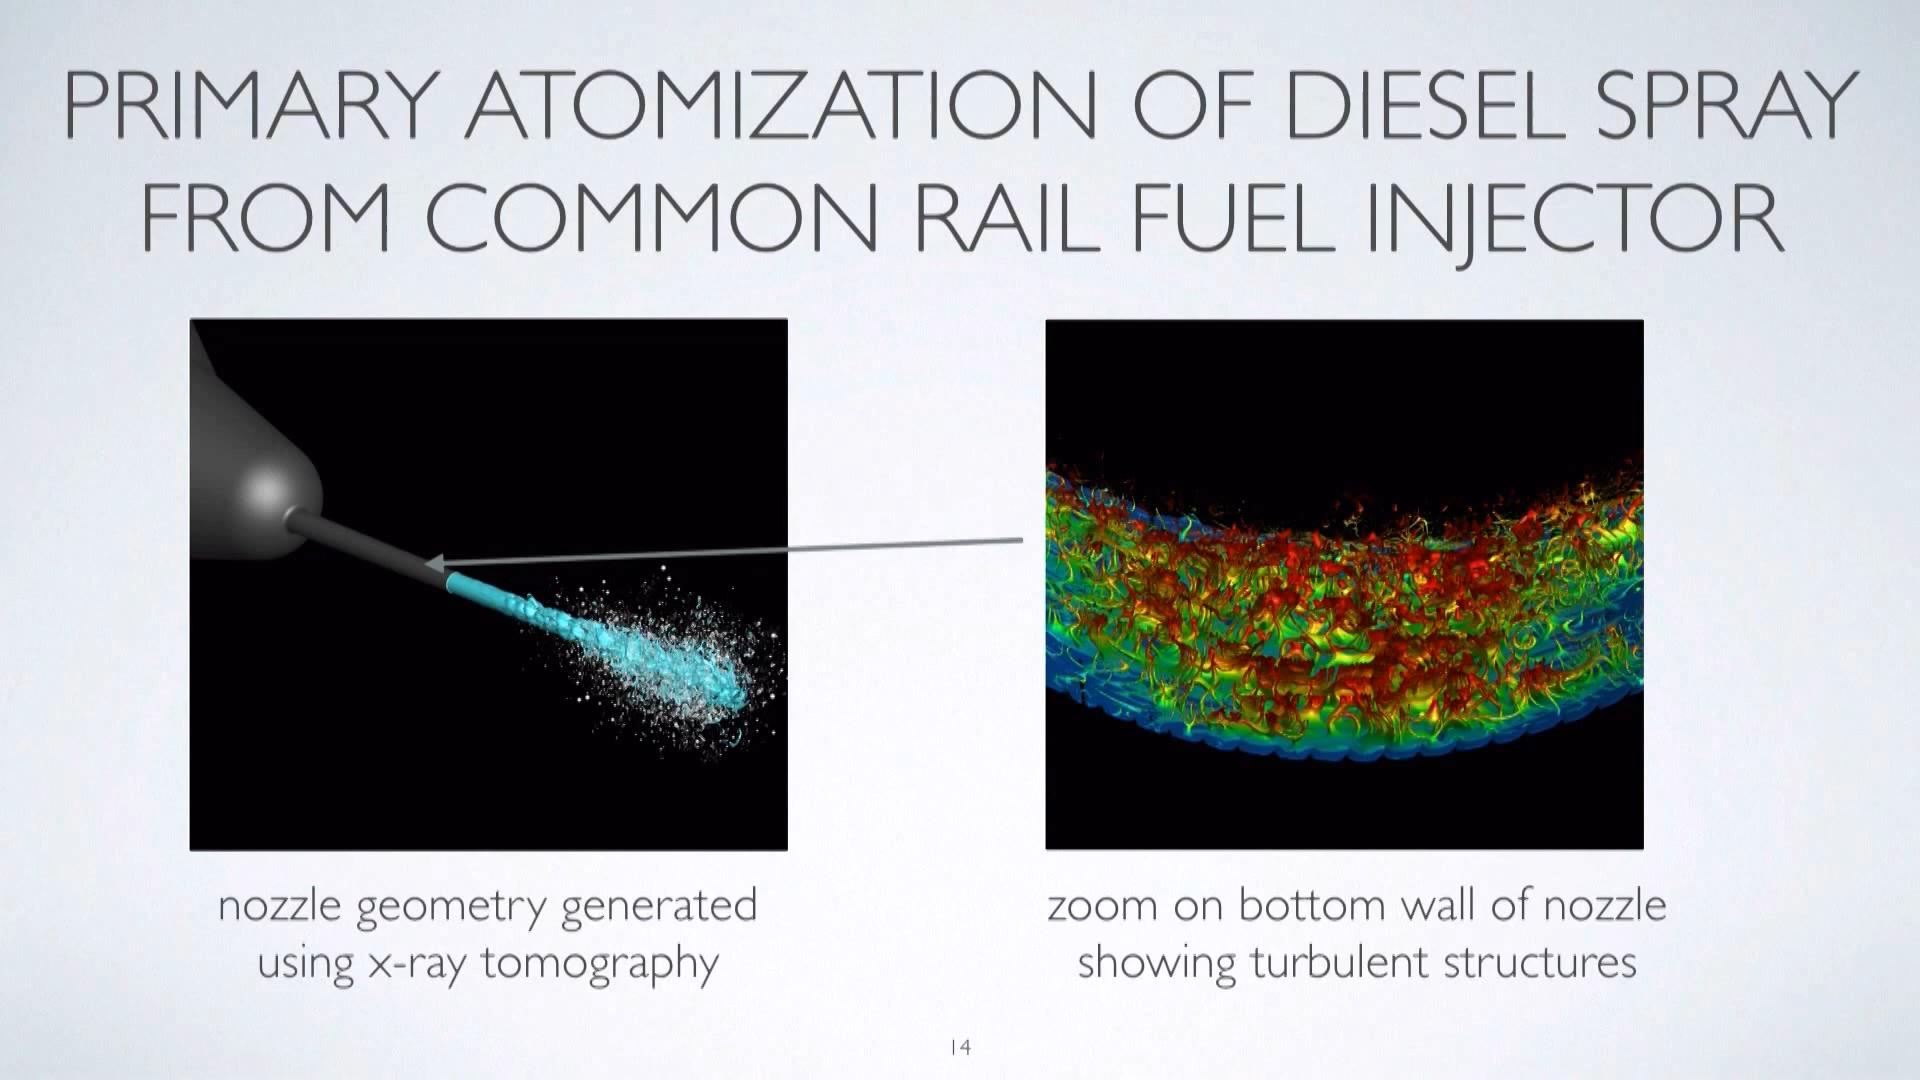 PRIMARY ATOMIZATION OF DIESEL SPRAY
FROM COMMON RAIL FUEL INJECTOR
nozzle geometry generated
using x-ray tomography
zoom on bottom wall of nozzle
showing turbulent structures
14